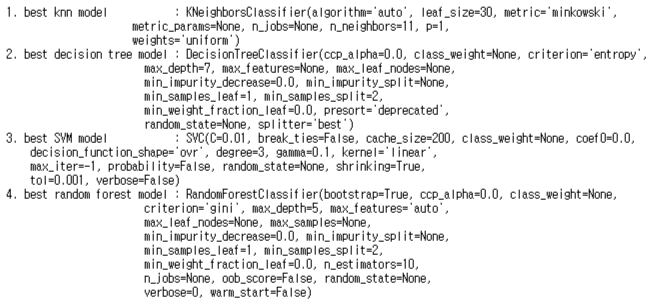 1. best knn model : KNeighborsClassifier(algorithm='auto', leaf_size=30, metric='minkowski',
metric_params=None, n_jobs=None, n_neighbors=11, p=1,
weights='uniform')
2. best decision tree model : DecisionTreeClassifier(ccp_alpha=0.0, class_weight=None, criterion='entropy',
max_depth=7, max_features=None, max_leaf_nodes=None,
min_impurity_decrease=0.0, min_impurity_split=None,
min_samples_leaf=1, min_samples_split=2,
min_weight_fraction_leaf=0.0, presort='deprecated',
random_state=None, splitter='best')
3. best SVM model : SVC(C=0.01, break_ties=False, cache_size=200, class_weight=None, coef0=0.0,
decision_function_shape='ovr', degree=3, gamma=0.1, kernel='linear',
max_iter=-1, probability=False, random_state=None, shrinking=True,
tol=0.001, verbose=False)
4. best random forest model : RandomForestClassifier(bootstrap=True, ccp_alpha=0.0, class_weight=None,
criterion='gini', max_depth=5, max_features='auto',
max_leaf_nodes=None, max_samples=None,
min_impurity_decrease=0.0, min_impurity_split=None,
min_samples_leaf=1, min_samples_split=2,
min_weight_fraction_leaf=0.0, n_estimators=10,
n_jobs=None, oob_score=False, random_state=None,
verbose=0, warm_start=False)